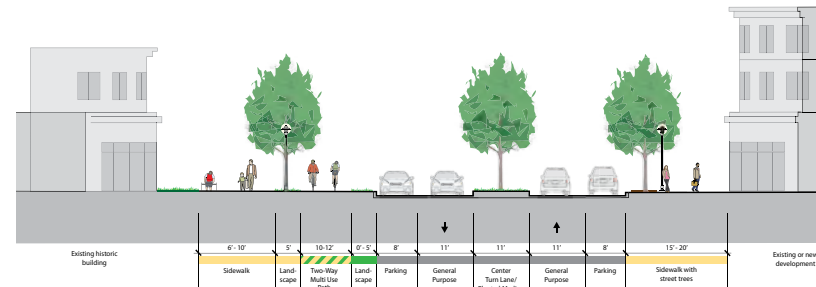 6' - 10'
5'
10-12'
0' - 5'
8'
11'
11'
11'
8'
15' - 20'
Existing historic
building
Sidewalk
Land-
scape
Two-Way
Multi Use
Land-
scape
Parking
General
Purpose
Center
Turn Lane/
General
Purpose
Parking
Sidewalk with
street trees
Existing or new
development